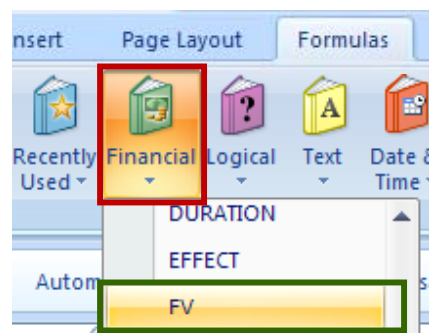 nsert Page Layout Formulas
Recently Financial Logical Text Date &
Used Time
DURATION
EFFECT
Autom
FV